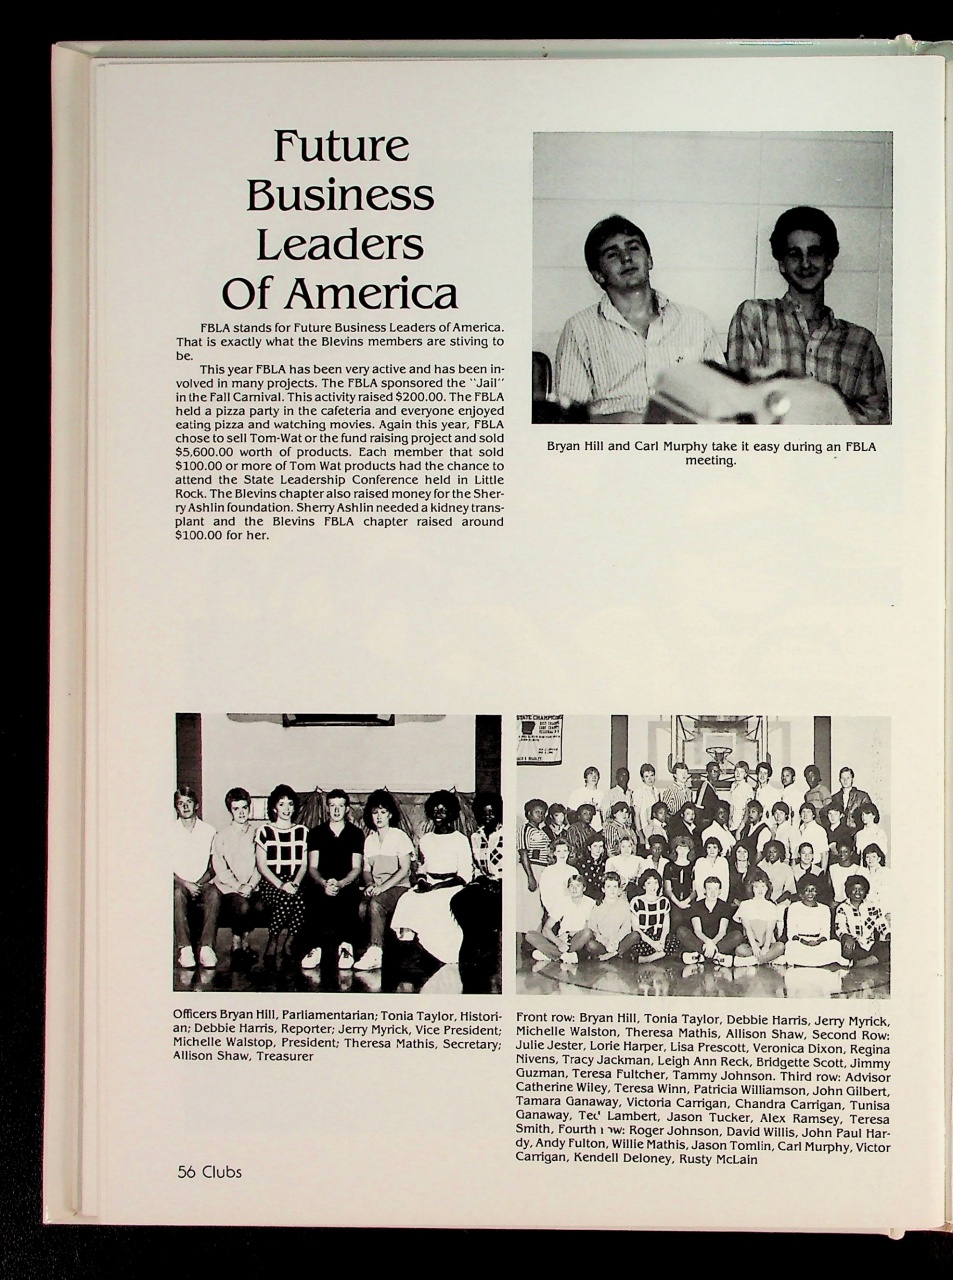 Future
Business
Leaders
Of America
FBLA stands for Future Business Leaders of America.
That is exactly what the Blevins members are stiving to
be.
This year FBLA has been very active and has been in-
volved in many projects. The FBLA sponsored the "Jail"
in the Fall Carnival. This activity raised $200.00. The FBLA
held a pizza party in the cafeteria and everyone enjoyed
eating pizza and watching movies. Again this year, FBLA
chose to sell Tom-Wat or the fund raising project and sold
$5,600.00 worth of products. Each member that sold
$100.00 or more of Tom Wat products had the chance to
attend the State Leadership Conference held in Little
Rock. The Blevins chapter also raised money for the Sher-
ry Ashlin foundation. Sherry Ashlin needed a kidney trans-
plant and the Blevins FBLA chapter raised around
$100.00 for her.
Bryan Hill and Carl Murphy take it easy during an FBLA
meeting.
STATE CHAMPIONS
Officers Bryan Hill, Parliamentarian; Tonia Taylor, Histori-
an; Debbie Harris, Reporter; Jerry Myrick, Vice President;
Michelle Walstop, President; Theresa Mathis, Secretary;
Allison Shaw, Treasurer
Front row: Bryan Hill, Tonia Taylor, Debbie Harris, Jerry Myrick,
Michelle Walston, Theresa Mathis, Allison Shaw, Second Row:
Julie Jester, Lorie Harper, Lisa Prescott, Veronica Dixon, Regina
Nivens, Tracy Jackman, Leigh Ann Reck, Bridgette Scott, Jimmy
Guzman, Teresa Fultcher, Tammy Johnson. Third row: Advisor
Catherine Wiley, Teresa Winn, Patricia Williamson, John Gilbert,
Tamara Ganaway, Victoria Carrigan, Chandra Carrigan, Tunisa
Ganaway, Ted Lambert, Jason Tucker, Alex Ramsey, Teresa
Smith, Fourth row: Roger Johnson, David Willis, John Paul Har-
dy, Andy Fulton, Willie Mathis, Jason Tomlin, Carl Murphy, Victor
Carrigan, Kendell Deloney, Rusty McLain
56 Clubs